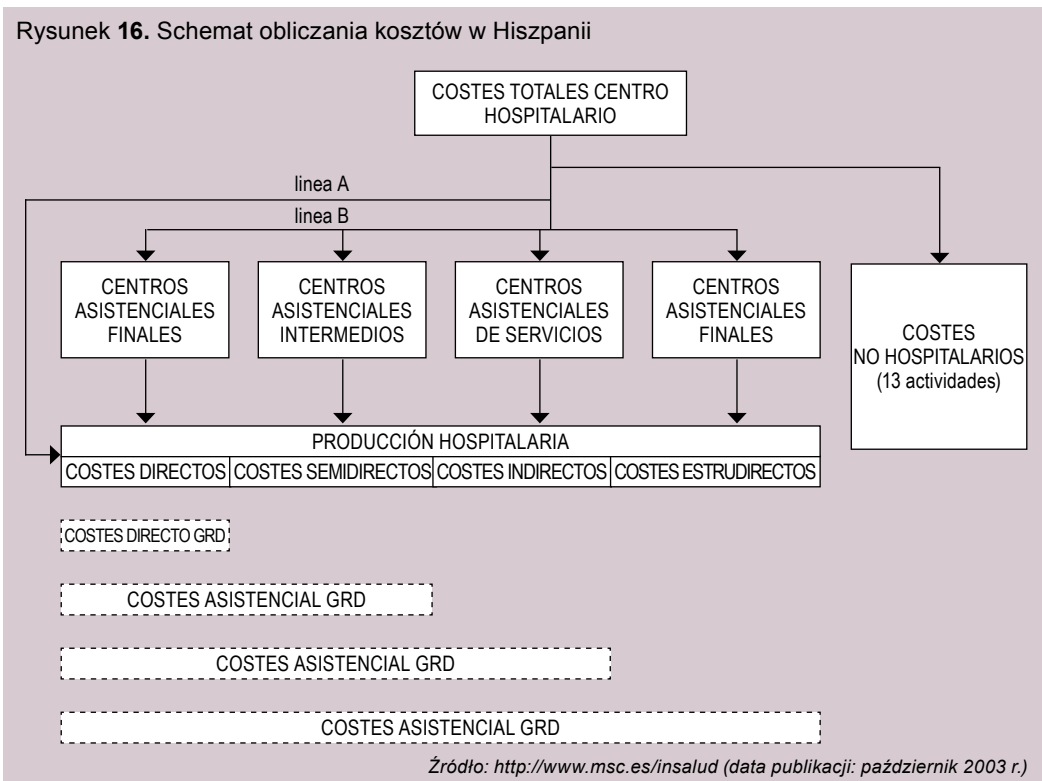 Rysunek 16. Schemat obliczania kosztów w Hiszpanii
COSTES TOTALES CENTRO
HOSPITALARIO
linea A
linea B
CENTROS
ASISTENCIALES
FINALES
CENTROS
ASISTENCIALES
INTERMEDIOS
CENTROS
ASISTENCIALES
DE SERVICIOS
CENTROS
ASISTENCIALES
FINALES
COSTES
NO HOSPITALARIOS
(13 actividades)
PRODUCCIÓN HOSPITALARIA
COSTES DIRECTOS
COSTES SEMIDIRECTOS
COSTES INDIRECTOS
COSTES ESTRUDIRECTOS
COSTES DIRECTO GRD
COSTES ASISTENCIAL GRD
COSTES ASISTENCIAL GRD
COSTES ASISTENCIAL GRD
Źródło: http://www.msc.es/insalud (data publikacji: październik 2003 r.)